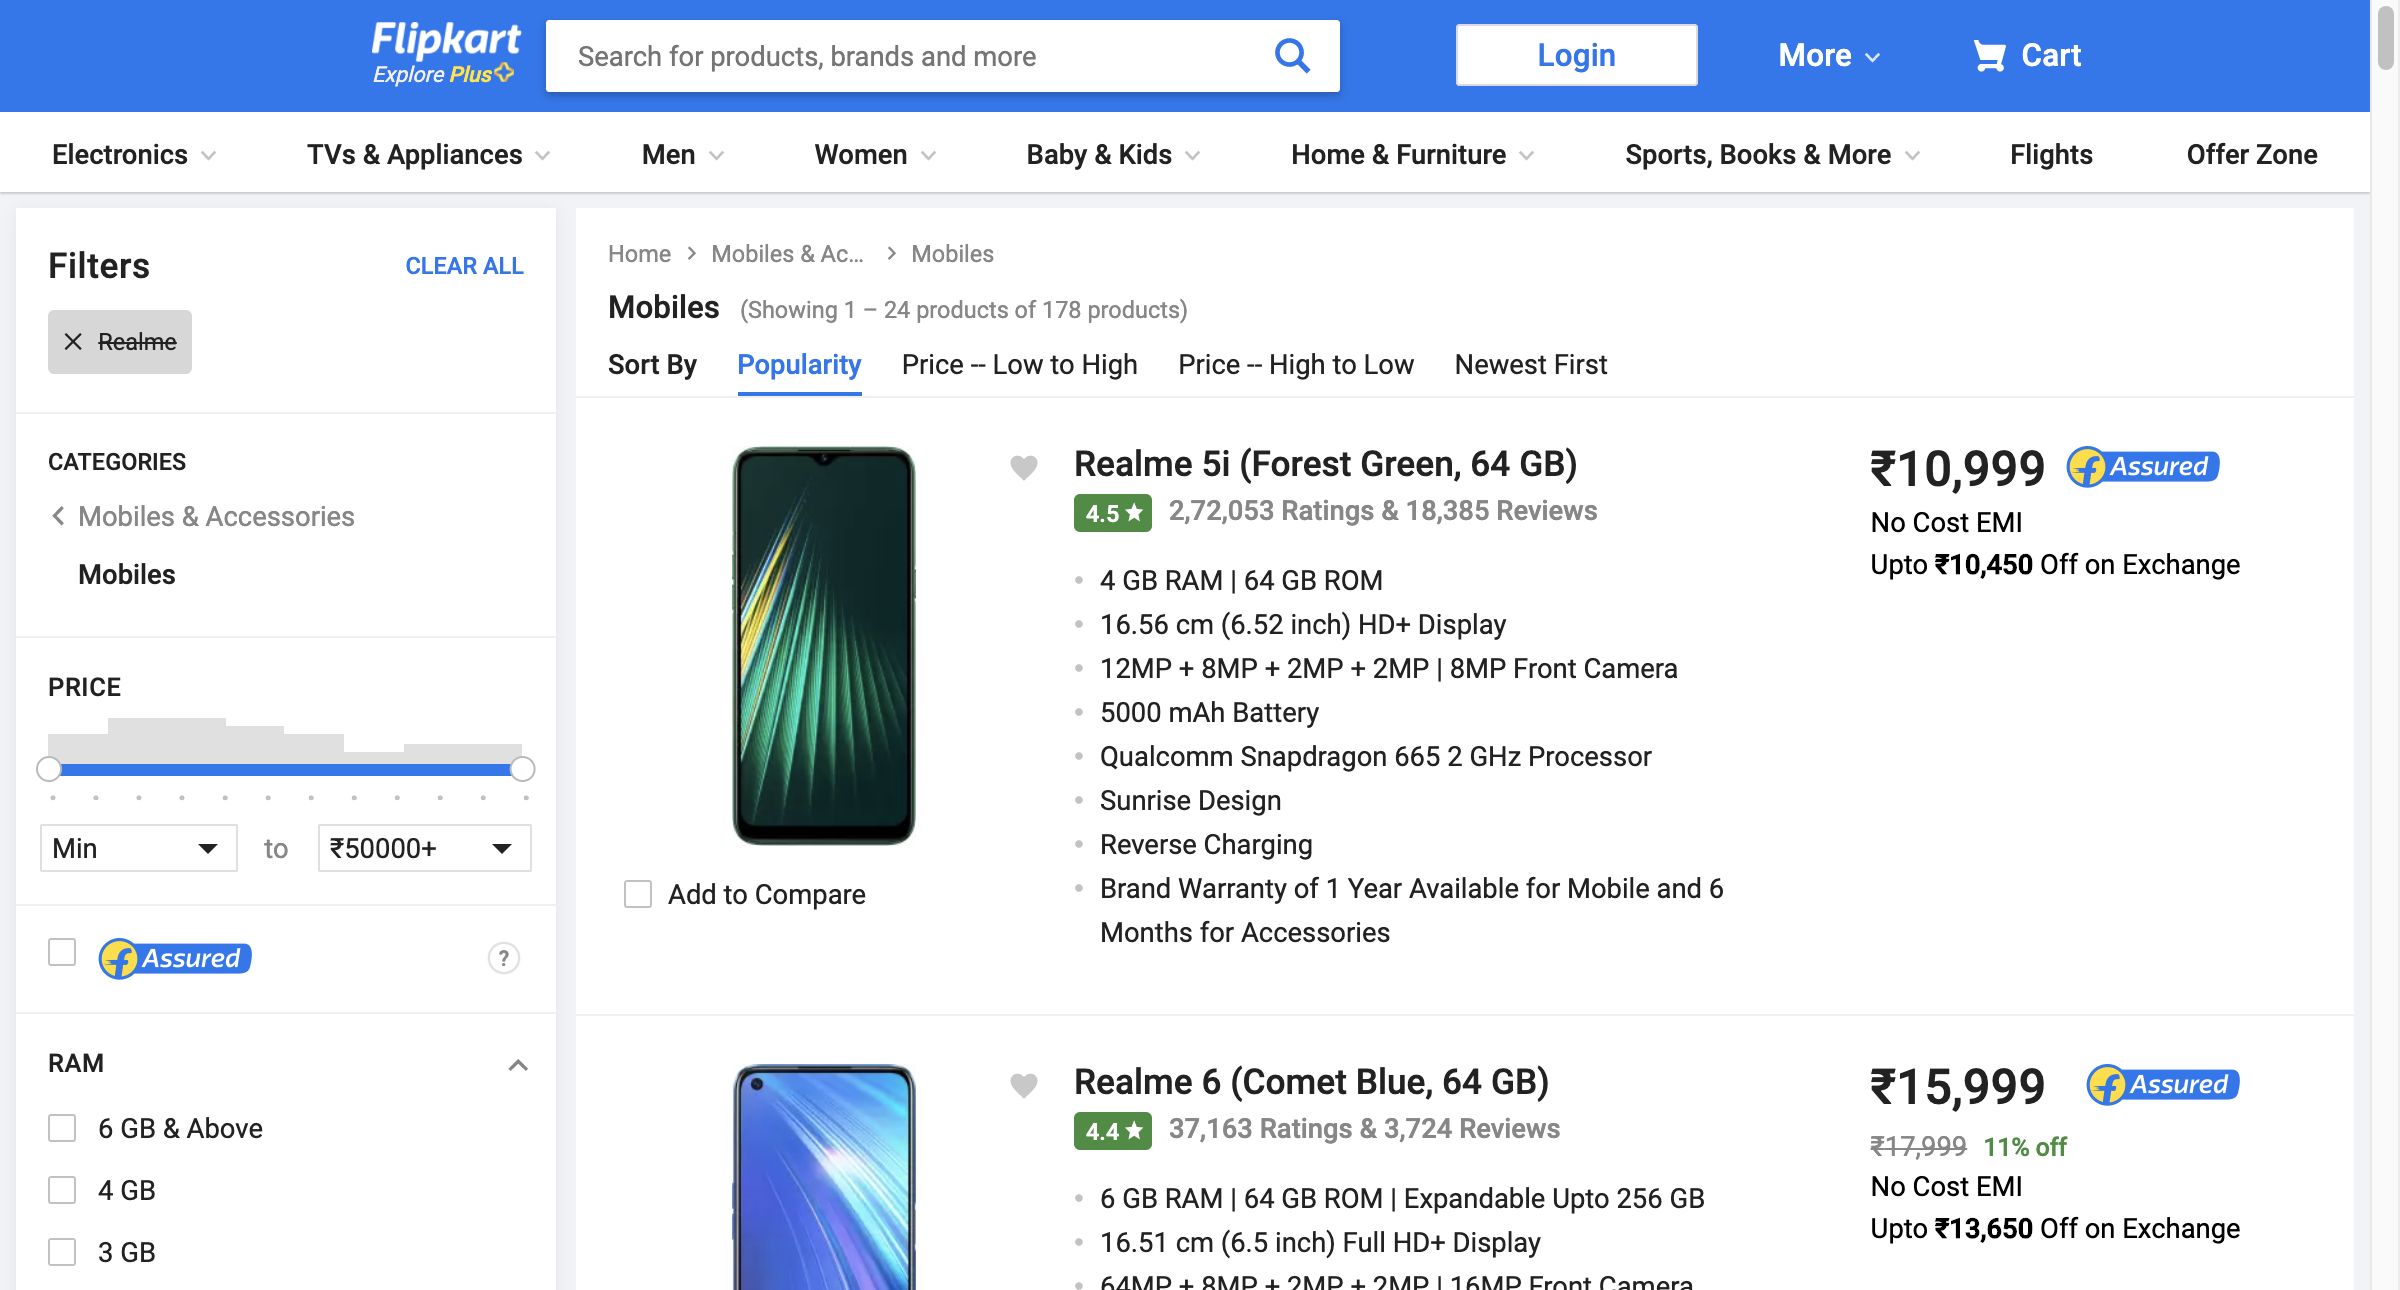 Flipkart
Explore Plus
Search for products, brands and more
Login
More
Cart
Electronics
TVs & Appliances
Men
Women
Baby & Kids
Home & Furniture
Sports, Books & More
Flights
Offer Zone
Filters
CLEAR ALL
Realme
CATEGORIES
Mobiles & Accessories
Mobiles
PRICE
Min
to
₹50000+
Assured
?
RAM
6 GB & Above
4 GB
3 GB
Home > Mobiles & Ac... > Mobiles
Mobiles (Showing 1 – 24 products of 178 products)
Sort By
Popularity
Price -- Low to High
Price -- High to Low
Newest First
Add to Compare
Realme 5i (Forest Green, 64 GB)
4.5 ★ 2,72,053 Ratings & 18,385 Reviews
4 GB RAM | 64 GB ROM
16.56 cm (6.52 inch) HD+ Display
12MP + 8MP + 2MP + 2MP | 8MP Front Camera
5000 mAh Battery
Qualcomm Snapdragon 665 2 GHz Processor
Sunrise Design
Reverse Charging
Brand Warranty of 1 Year Available for Mobile and 6
Months for Accessories
₹10,999
Assured
No Cost EMI
Upto ₹10,450 Off on Exchange
Realme 6 (Comet Blue, 64 GB)
4.4 ★ 37,163 Ratings & 3,724 Reviews
6 GB RAM | 64 GB ROM | Expandable Upto 256 GB
16.51 cm (6.5 inch) Full HD+ Display
64MP + 8MP + 2MP + 2MP | 16MP Front Camera
₹15,999
Assured
₹17,999 11% off
No Cost EMI
Upto ₹13,650 Off on Exchange